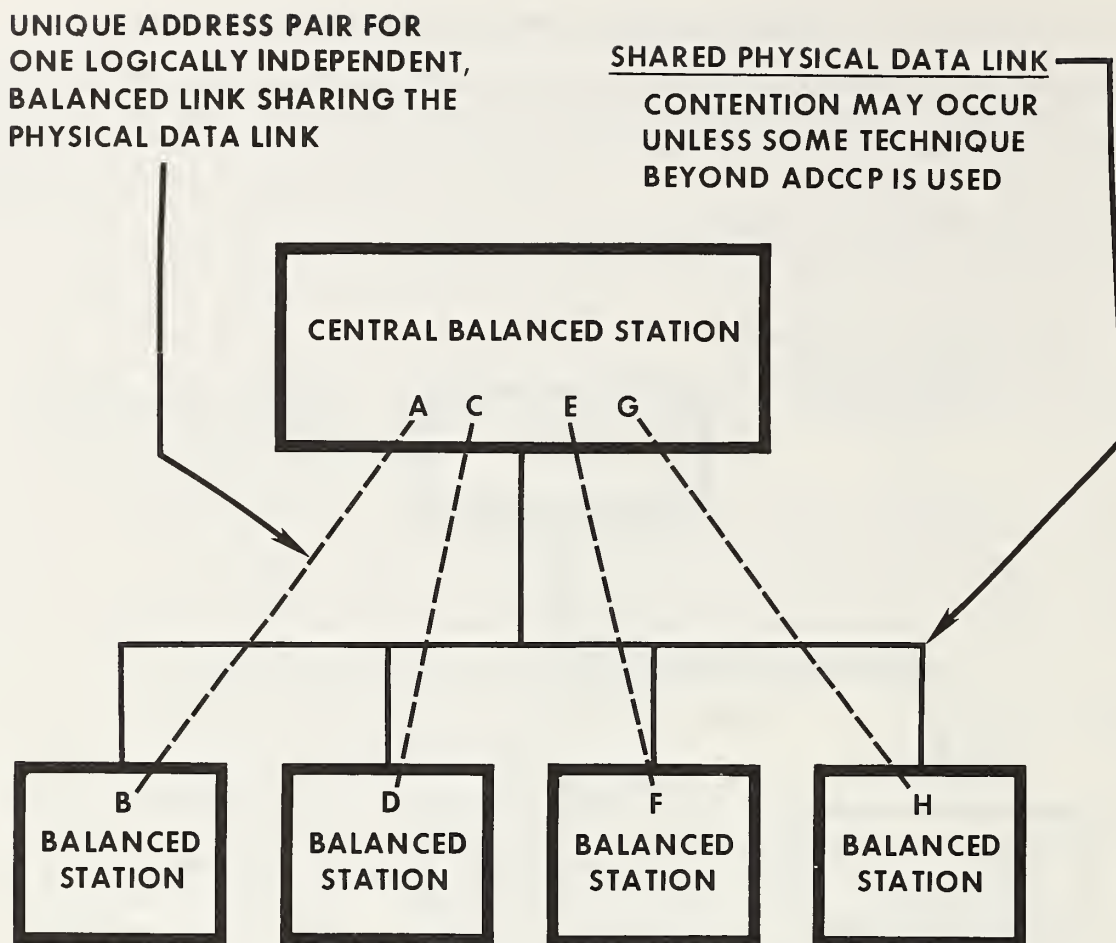 UNIQUE ADDRESS PAIR FOR
ONE LOGICALLY INDEPENDENT,
BALANCED LINK SHARING THE
PHYSICAL DATA LINK
SHARED PHYSICAL DATA LINK
CONTENTION MAY OCCUR
UNLESS SOME TECHNIQUE
BEYOND ADCCP IS USED
CENTRAL BALANCED STATION
A C E G
B
BALANCED
STATION
D
BALANCED
STATION
F
BALANCED
STATION
H
BALANCED
STATION